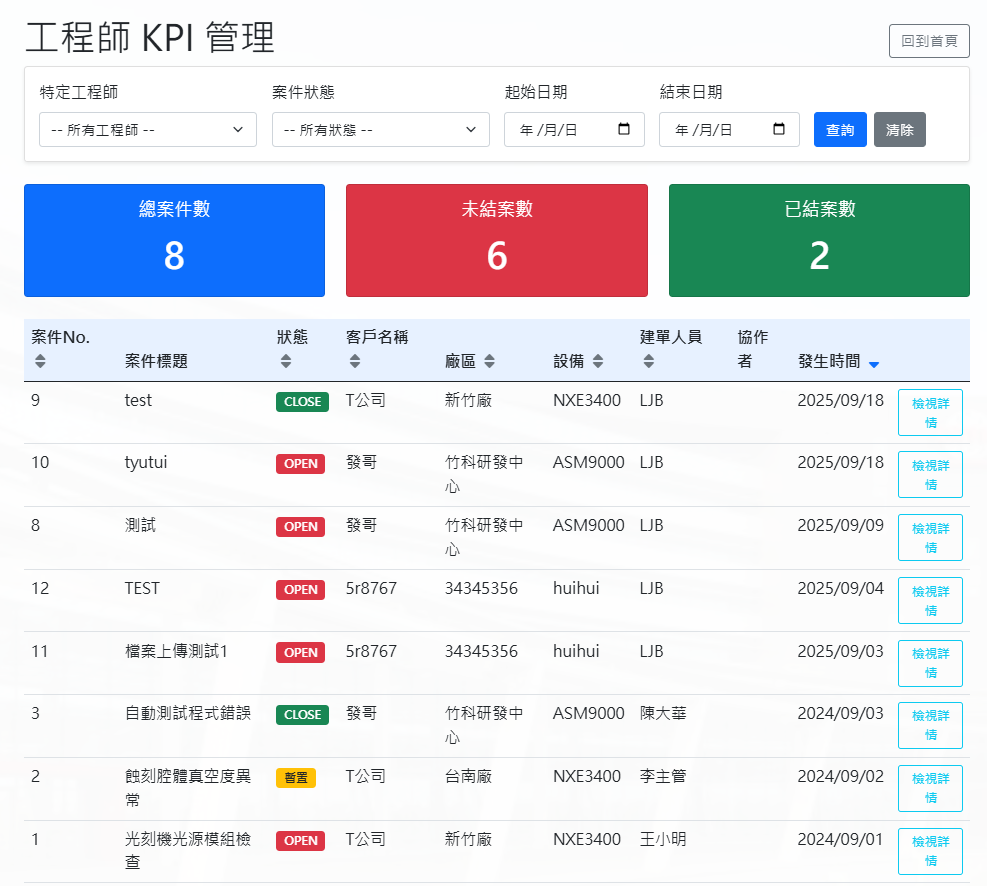 工程師 KPI 管理
回到首頁
特定工程師 案件狀態 起始日期 結束日期
-- 所有工程師 -- -- 所有狀態 -- 年 /月/日 年 /月/日 查詢 清除
總案件數 未結案數 已結案數
8 6 2
案件No. 狀態 客戶名稱 建單人員 協作
案件標題 廠區 設備 者 發生時間
9 test CLOSE T公司 新竹廠 NXE3400 LJB 2025/09/18 檢視詳
情
10 tyutui OPEN 發哥 竹科研發中 ASM9000 LJB 2025/09/18 檢視詳
心 情
8 測試 OPEN 發哥 竹科研發中 ASM9000 LJB 2025/09/09 檢視詳
心 情
12 TEST OPEN 5r8767 34345356 huihui LJB 2025/09/04 檢視詳
情
11 檔案上傳測試1 OPEN 5r8767 34345356 huihui LJB 2025/09/03 檢視詳
情
3 自動測試程式錯誤 CLOSE 發哥 竹科研發中 ASM9000 陳大華 2024/09/03 檢視詳
心 情
2 蝕刻腔體真空度異 暫置 T公司 台南廠 NXE3400 李主管 2024/09/02 檢視詳
常 情
1 光刻機光源模組檢 OPEN T公司 新竹廠 NXE3400 王小明 2024/09/01 檢視詳
查 情